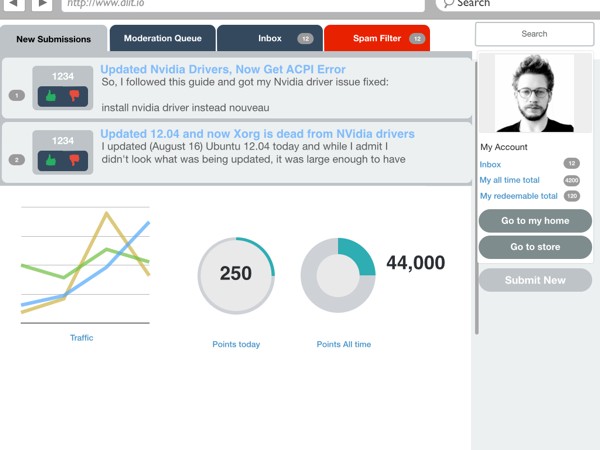 http://www.dilt.io
Search
New Submissions
Moderation Queue
Inbox 12
Spam Filter 12
Search
1234
Updated Nvidia Drivers, Now Get ACPI Error
So, I followed this guide and got my Nvidia driver issue fixed:
1
install nvidia driver instead nouveau
1234
Updated 12.04 and now Xorg is dead from NVidia drivers
I updated (August 16) Ubuntu 12.04 today and while I admit I
2
didn't look what was being updated, it was large enough to have
My Account
Inbox 12
My all time total 4200
My redeemable total 120
Go to my home
Go to store
Submit New
250
44,000
Traffic
Points today
Points All time